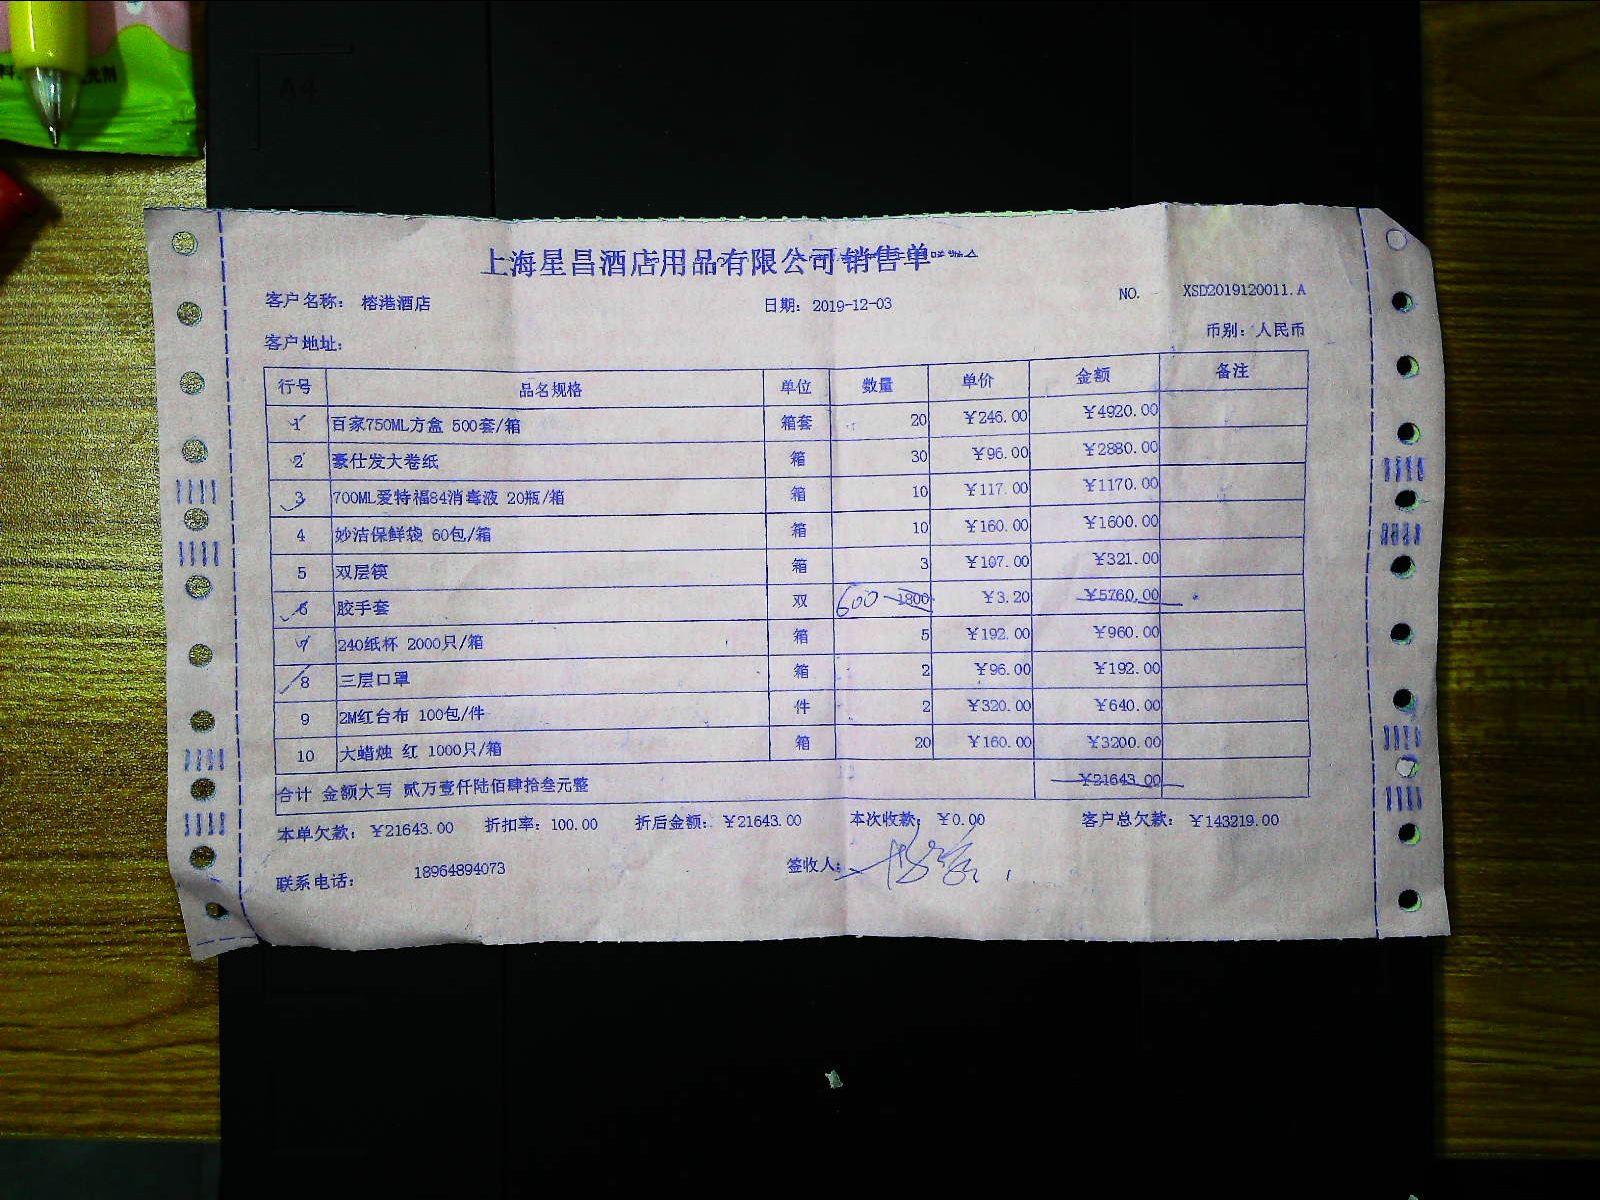 A4
上海星昌酒店用品有限公司销售单
客户名称: 榕港酒店 日期: 2019-12-03 NO. XSD2019120011.A
客户地址: 币别: 人民币
行号 品名规格 单位 数量 单价 金额 备注
1 百家750ML方盒 500套/箱 箱套 20 ¥246.00 ¥4920.00
2 豪仕发大卷纸 箱 30 ¥96.00 ¥2880.00
3 700ML爱特福84消毒液 20瓶/箱 箱 10 ¥117.00 ¥1170.00
4 妙洁保鲜袋 60包/箱 箱 10 ¥160.00 ¥1600.00
5 双层筷 箱 3 ¥107.00 ¥321.00
6 胶手套 双 600 1800 ¥3.20 ¥5760.00
7 240纸杯 2000只/箱 箱 5 ¥192.00 ¥960.00
8 三层口罩 箱 2 ¥96.00 ¥192.00
9 2M红台布 100包/件 件 2 ¥320.00 ¥640.00
10 大蜡烛 红 1000只/箱 箱 20 ¥160.00 ¥3200.00
合计 金额大写 贰万壹仟陆佰肆拾叁元整 ¥21643.00
本单欠款: ¥21643.00 折扣率: 100.00 折后金额: ¥21643.00 本次收款: ¥0.00 客户总欠款: ¥143219.00
联系电话: 18964894073 签收人: